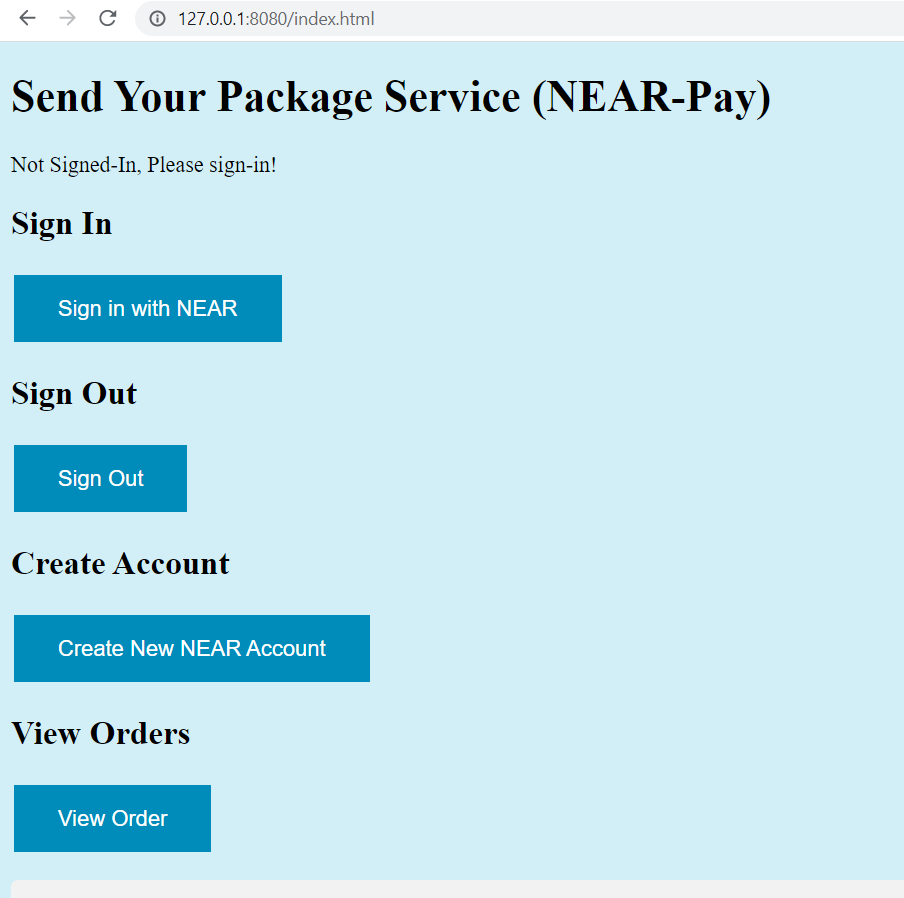 127.0.0.1:8080/index.html
Send Your Package Service (NEAR-Pay)
Not Signed-In, Please sign-in!
Sign In
Sign in with NEAR
Sign Out
Sign Out
Create Account
Create New NEAR Account
View Orders
View Order